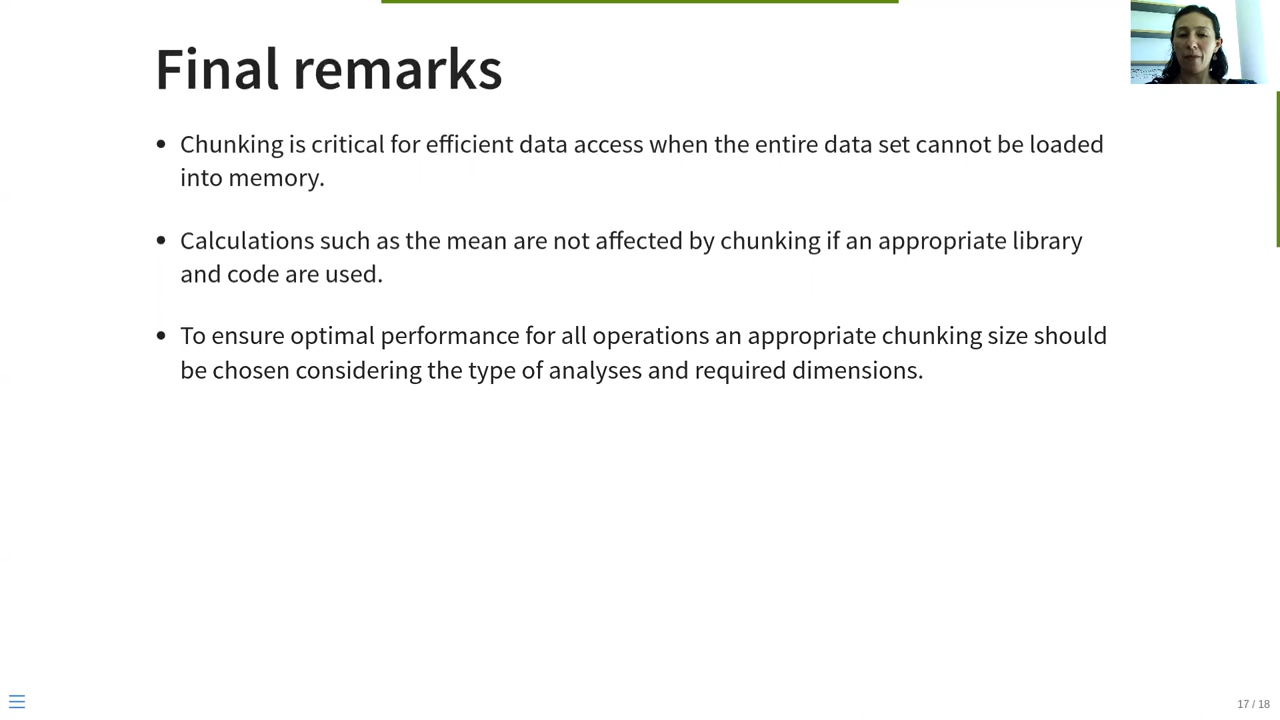 Final remarks
• Chunking is critical for efficient data access when the entire data set cannot be loaded
into memory.
• Calculations such as the mean are not affected by chunking if an appropriate library
and code are used.
• To ensure optimal performance for all operations an appropriate chunking size should
be chosen considering the type of analyses and required dimensions.
17 / 18